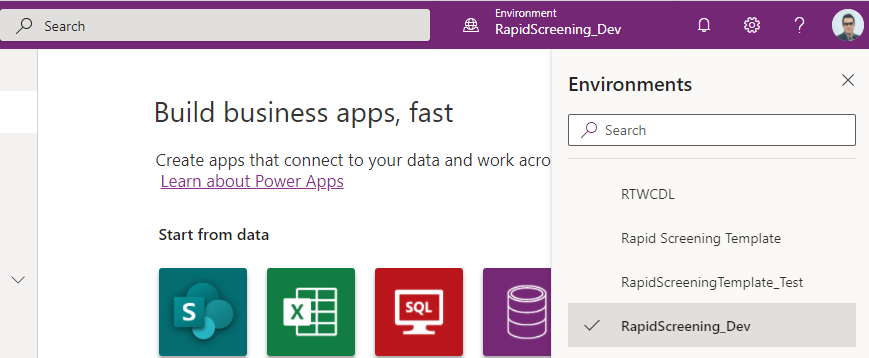 Search
Environment
RapidScreening_Dev
?
Build business apps, fast
Create apps that connect to your data and work acro
Learn about Power Apps
Start from data
S
X
SQL
Environments
Search
RTWCDL
Rapid Screening Template
RapidScreeningTemplate_Test
RapidScreening_Dev